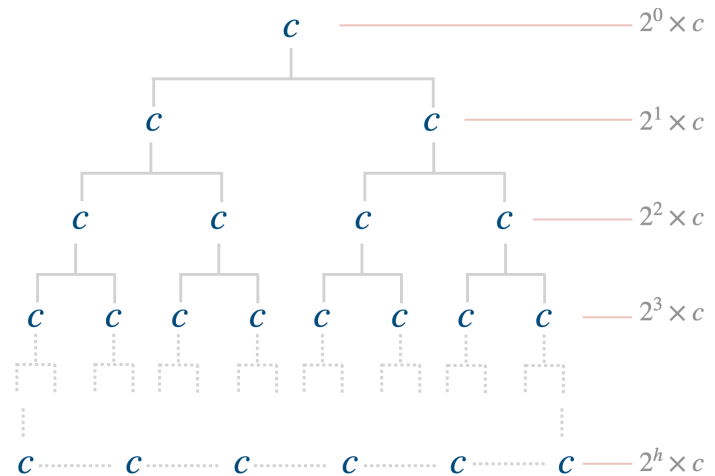 c 2⁰ × c
c c 2¹ × c
c c c c 2² × c
c c c c c c c c 2³ × c
c c c c c c 2ʰ × c